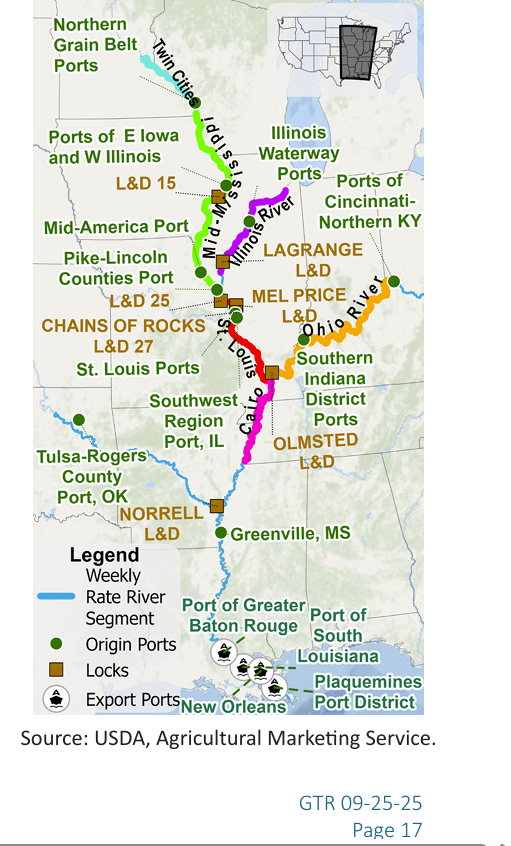 Northern
Grain Belt
Ports
Twin Cities
Mid-Mississippi
Ports of E Iowa
and W Illinois
Illinois
Waterway
Ports
L&D 15
Ports of
Cincinnati-
Northern KY
Illinois River
Mid-America Port
LAGRANGE
L&D
Pike-Lincoln
Counties Port
L&D 25
MEL PRICE
L&D
Ohio River
CHAINS OF ROCKS
L&D 27
St. Louis
St. Louis Ports
Southern
Indiana
District
Ports
Southwest
Region
Port, IL
Cairo
OLMSTED
L&D
Tulsa-Rogers
County
Port, OK
NORRELL
L&D
Greenville, MS
Legend
Weekly
Rate River
Segment
Origin Ports
Locks
Export Ports
Port of Greater
Baton Rouge
Port of
South
Louisiana
Plaquemines
Port District
New Orleans
Source: USDA, Agricultural Marketing Service.
GTR 09-25-25
Page 17